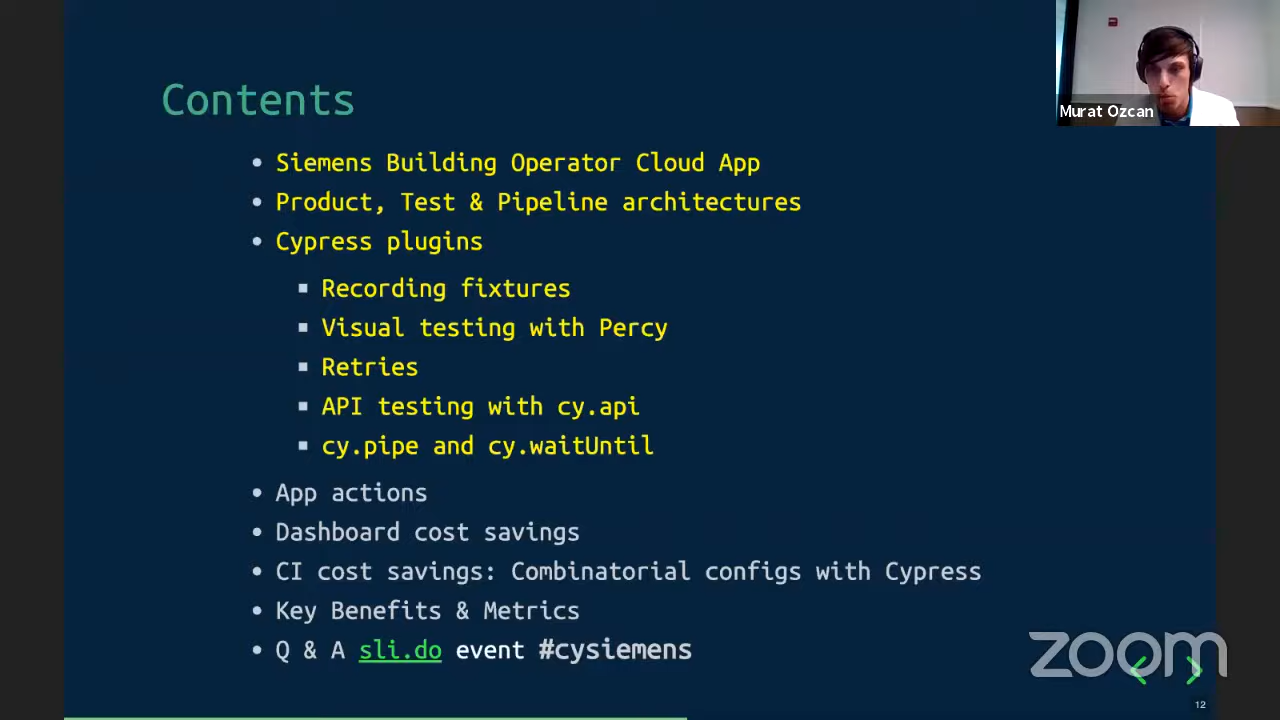 Contents
Murat Ozcan
Siemens Building Operator Cloud App
Product, Test & Pipeline architectures
Cypress plugins
Recording fixtures
Visual testing with Percy
Retries
API testing with cy.api
cy.pipe and cy.waitUntil
App actions
Dashboard cost savings
CI cost savings: Combinatorial configs with Cypress
Key Benefits & Metrics
Q & A sli.do event #cysiemens
zoom
12